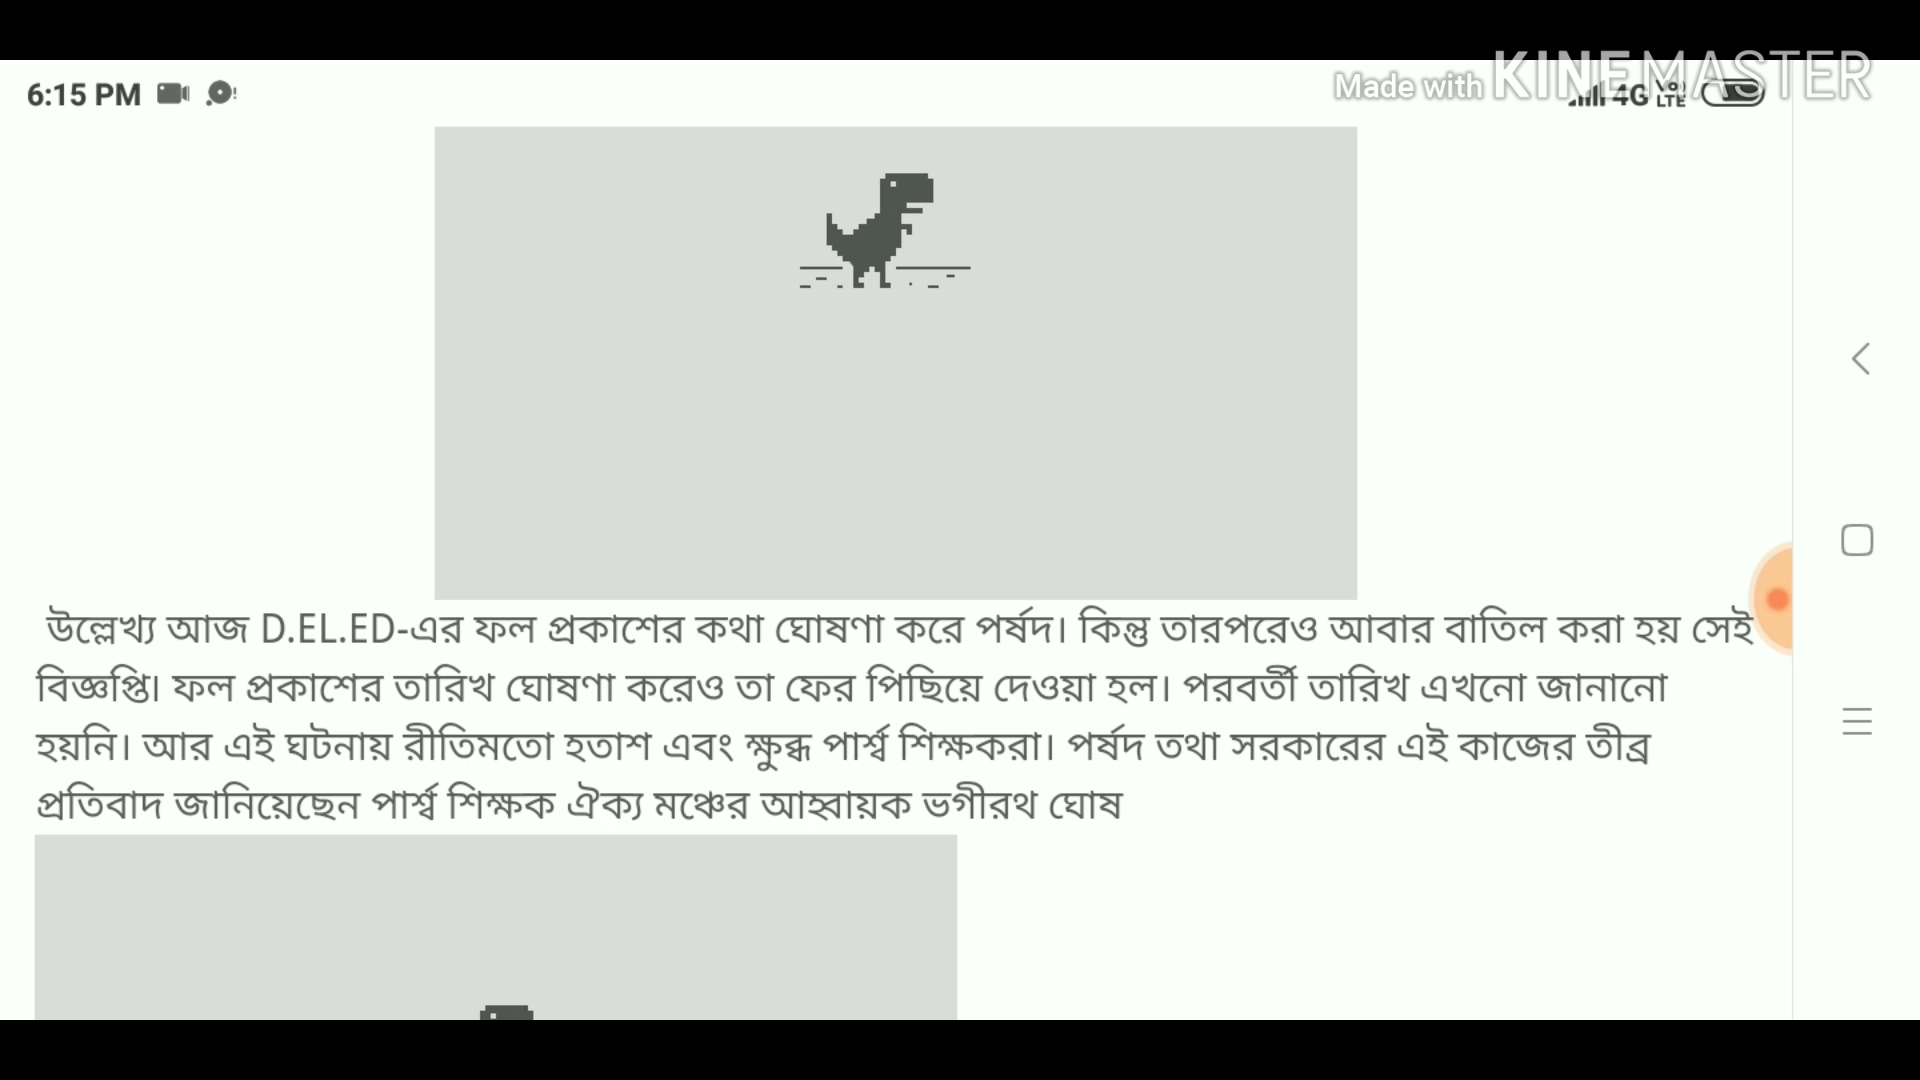 Made with KINEMASTER
6:15 PM 4G VoLTE
উল্লেখ্য আজ D.EL.ED-এর ফল প্রকাশের কথা ঘোষণা করে পর্ষদ। কিন্তু তারপরেও আবার বাতিল করা হয় সেই
বিজ্ঞপ্তি। ফল প্রকাশের তারিখ ঘোষণা করেও তা ফের পিছিয়ে দেওয়া হল। পরবর্তী তারিখ এখনো জানানো
হয়নি। আর এই ঘটনায় রীতিমতো হতাশ এবং ক্ষুব্ধ পার্শ্ব শিক্ষকরা। পর্ষদ তথা সরকারের এই কাজের তীব্র
প্রতিবাদ জানিয়েছেন পার্শ্ব শিক্ষক ঐক্য মঞ্চের আহ্বায়ক ভগীরথ ঘোষ